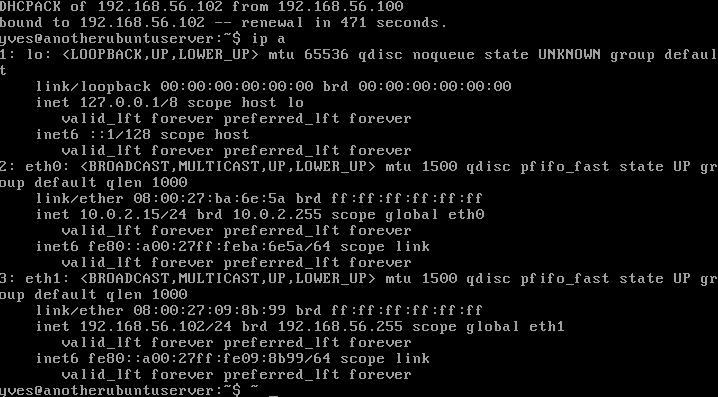 DHCPACK of 192.168.56.102 from 192.168.56.100
bound to 192.168.56.102 -- renewal in 471 seconds.
yves@anotherubuntuserver:~$ ip a
1: lo: <LOOPBACK,UP,LOWER_UP> mtu 65536 qdisc noqueue state UNKNOWN group defaul
t
    link/loopback 00:00:00:00:00:00 brd 00:00:00:00:00:00
    inet 127.0.0.1/8 scope host lo
       valid_lft forever preferred_lft forever
    inet6 ::1/128 scope host
       valid_lft forever preferred_lft forever
2: eth0: <BROADCAST,MULTICAST,UP,LOWER_UP> mtu 1500 qdisc pfifo_fast state UP gr
oup default qlen 1000
    link/ether 08:00:27:ba:6e:5a brd ff:ff:ff:ff:ff:ff
    inet 10.0.2.15/24 brd 10.0.2.255 scope global eth0
       valid_lft forever preferred_lft forever
    inet6 fe80::a00:27ff:feba:6e5a/64 scope link
       valid_lft forever preferred_lft forever
3: eth1: <BROADCAST,MULTICAST,UP,LOWER_UP> mtu 1500 qdisc pfifo_fast state UP gr
oup default qlen 1000
    link/ether 08:00:27:09:8b:99 brd ff:ff:ff:ff:ff:ff
    inet 192.168.56.102/24 brd 192.168.56.255 scope global eth1
       valid_lft forever preferred_lft forever
    inet6 fe80::a00:27ff:fe09:8b99/64 scope link
       valid_lft forever preferred_lft forever
yves@anotherubuntuserver:~$ ~ _